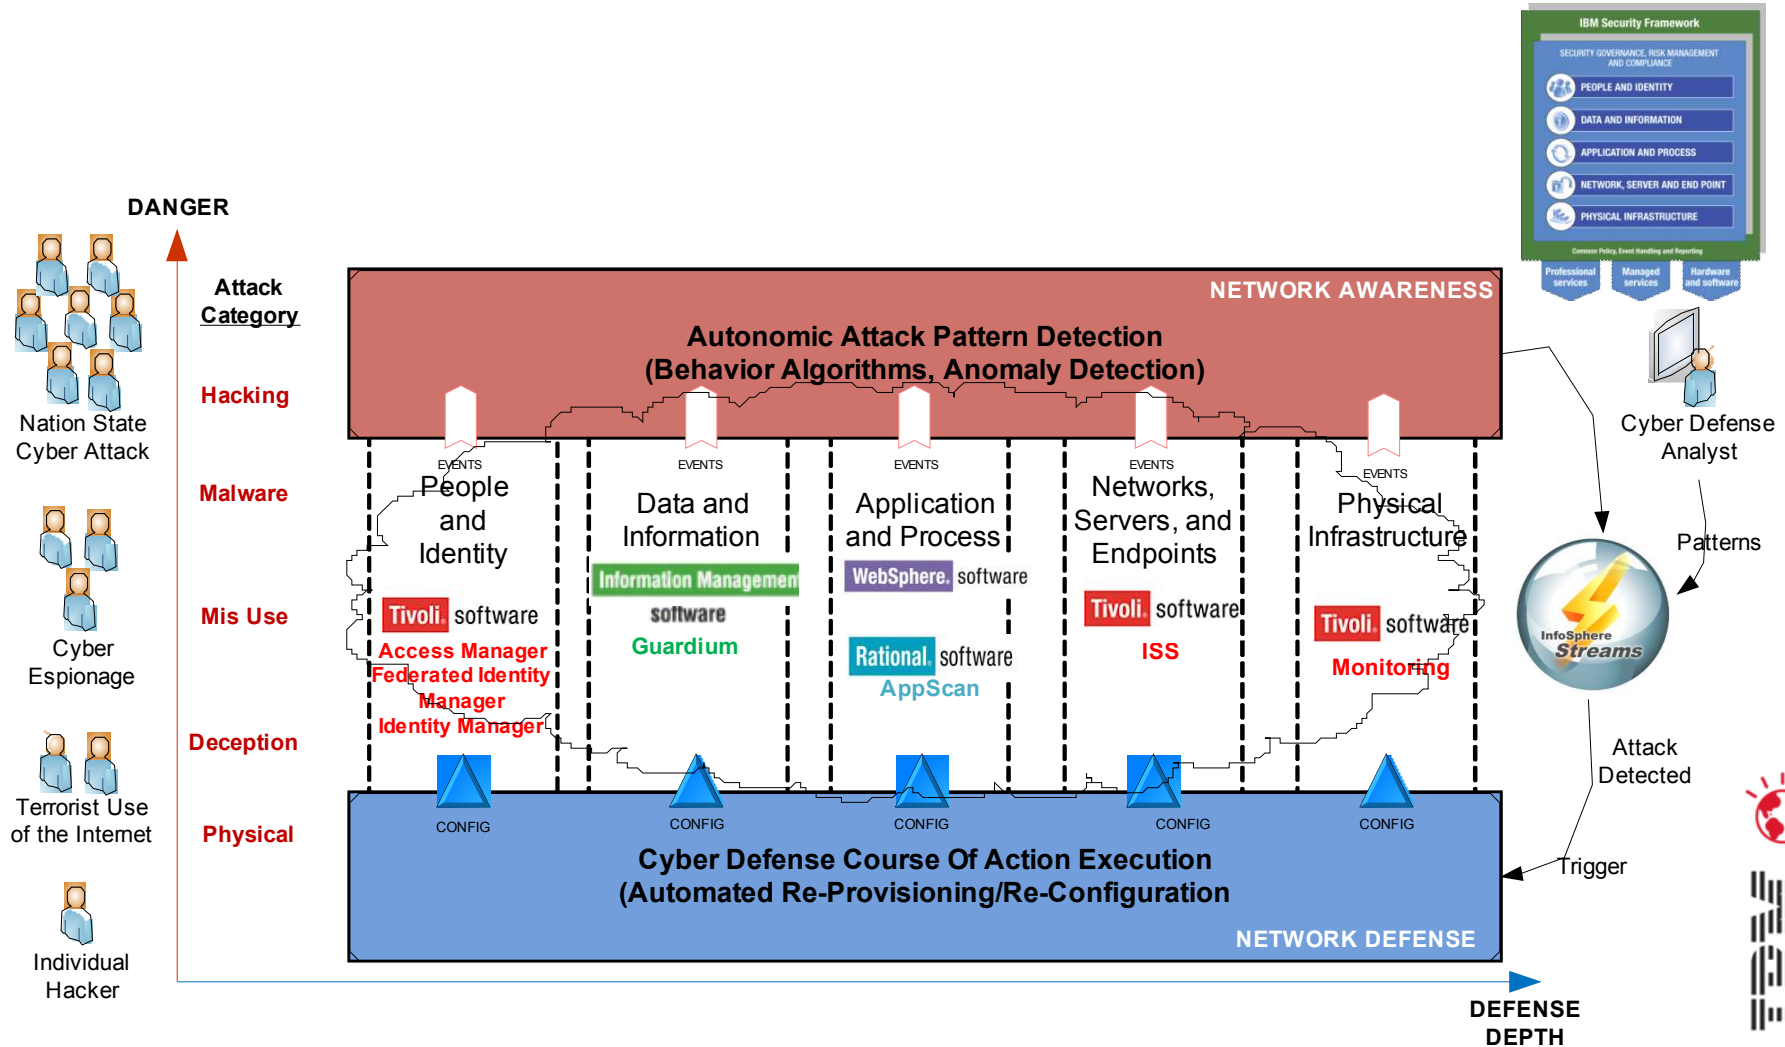 IBM Security Framework
SECURITY GOVERNANCE, RISK MANAGEMENT
AND COMPLIANCE
PEOPLE AND IDENTITY
DATA AND INFORMATION
APPLICATION AND PROCESS
NETWORK, SERVER AND END POINT
PHYSICAL INFRASTRUCTURE
Common Policy, Event Handling and Reporting
Professional
services
Managed
services
Hardware
and software
DANGER
Attack
Category
Hacking
Malware
Mis Use
Deception
Physical
Nation State
Cyber Attack
Cyber
Espionage
Terrorist Use
of the Internet
Individual
Hacker
NETWORK AWARENESS
Autonomic Attack Pattern Detection
(Behavior Algorithms, Anomaly Detection)
EVENTS
People
and
Identity
Tivoli. software
Access Manager
Federated Identity
Manager
Identity Manager
CONFIG
EVENTS
Data and
Information
Information Management
software
Guardium
CONFIG
EVENTS
Application
and Process
WebSphere. software
Rational. software
AppScan
CONFIG
EVENTS
Networks,
Servers, and
Endpoints
Tivoli. software
ISS
CONFIG
EVENTS
Physical
Infrastructure
Tivoli. software
Monitoring
CONFIG
Cyber Defense Course Of Action Execution
(Automated Re-Provisioning/Re-Configuration
NETWORK DEFENSE
Cyber Defense
Analyst
Patterns
InfoSphere
Streams
Attack
Detected
Trigger
DEFENSE
DEPTH
IBM